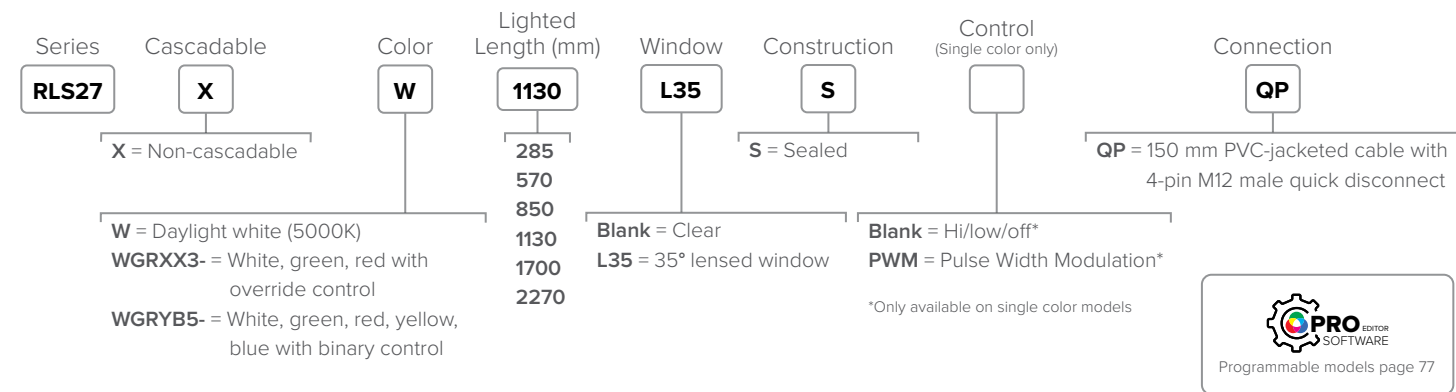 Series
Cascadable
Color
Lighted
Length (mm)
Window
Construction
Control
(Single color only)
Connection
RLS27
X
W
1130
L35
S
QP
X = Non-cascadable
285
570
850
1130
1700
2270
S = Sealed
QP = 150 mm PVC-jacketed cable with
4-pin M12 male quick disconnect
W = Daylight white (5000K)
WGRXX3- = White, green, red with
override control
WGRYB5- = White, green, red, yellow,
blue with binary control
Blank = Clear
L35 = 35° lensed window
Blank = Hi/low/off*
PWM = Pulse Width Modulation*
*Only available on single color models
PRO EDITOR
SOFTWARE
Programmable models page 77